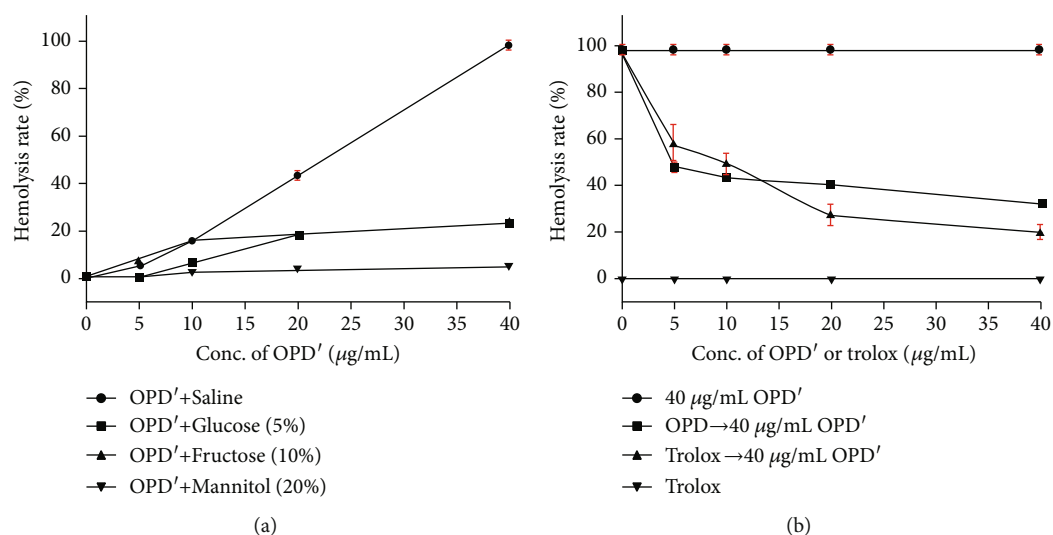 100
80
60
40
20
0
Hemolysis rate (%)
0 5 10 15 20 25 30 35 40
Conc. of OPD′ (μg/mL)
OPD′+Saline
OPD′+Glucose (5%)
OPD′+Fructose (10%)
OPD′+Mannitol (20%)
(a)
100
80
60
40
20
0
Hemolysis rate (%)
0 5 10 15 20 25 30 35 40
Conc. of OPD′ or trolox (μg/mL)
40 μg/mL OPD′
OPD→40 μg/mL OPD′
Trolox→40 μg/mL OPD′
Trolox
(b)